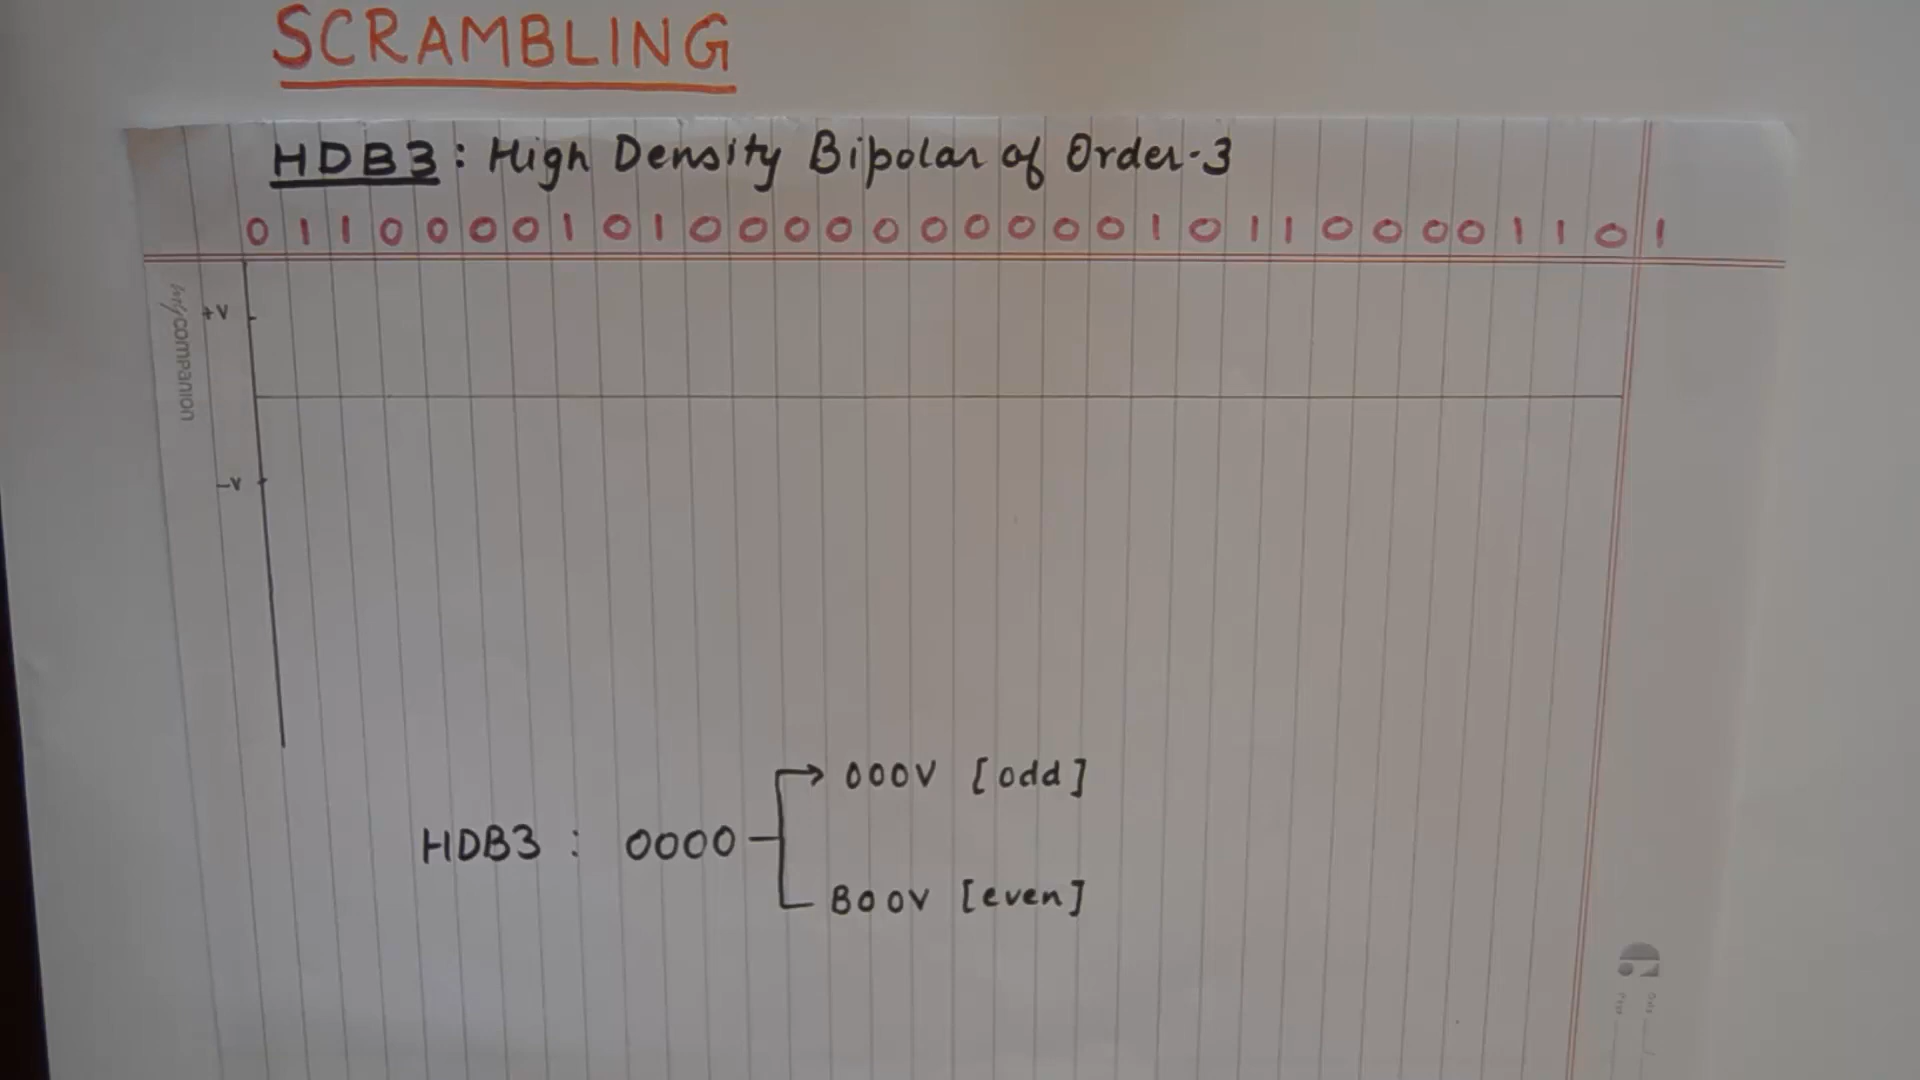 SCRAMBLING
HDB3: High Density Bipolar of Order-3
0 1 1 0 0 0 0 1 0 1 0 0 0 0 0 0 0 0 0 0 1 0 1 1 0 0 0 0 1 1 0 1
+V
companion
-V
000V [odd]
HDB3 : 0000
B00V [even]